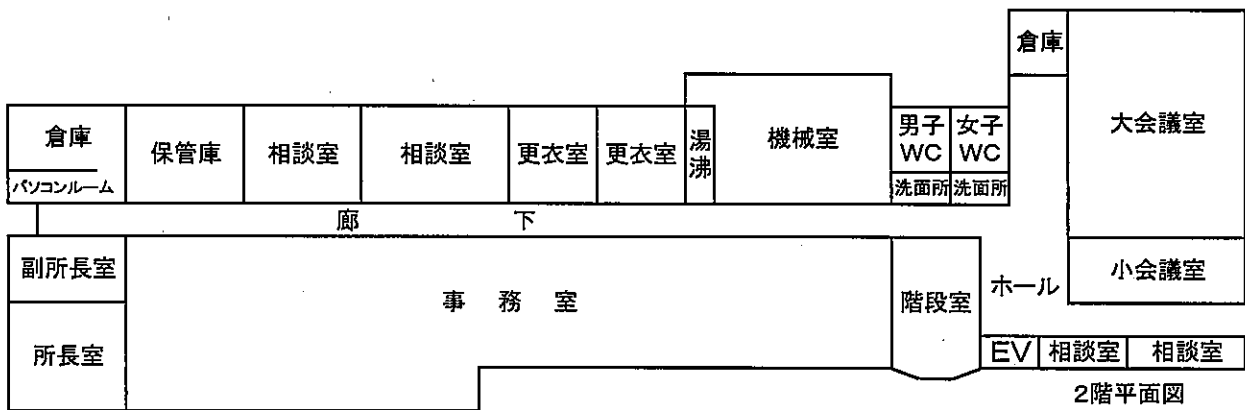 倉庫
大会議室
倉庫
パソコンルーム
保管庫
相談室
相談室
更衣室
更衣室
湯
沸
機械室
男子
WC
女子
WC
洗面所
洗面所
廊下
副所長室
所長室
事務室
階段室
ホール
小会議室
EV
相談室
相談室
2階平面図